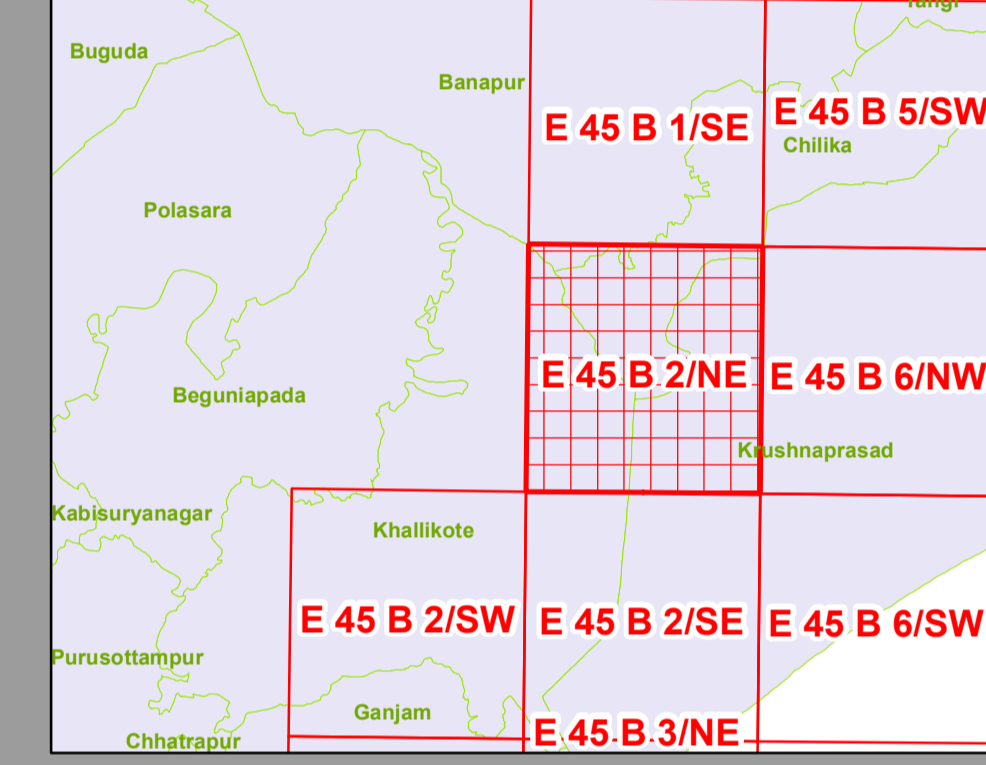 Tangi
Buguda
Banapur
E 45 B 1/SE
E 45 B 5/SW
Chilika
Polasara
E 45 B 2/NE
E 45 B 6/NW
Beguniapada
Krushnaprasad
Kabisuryanagar
Khallikote
E 45 B 2/SW
E 45 B 2/SE
E 45 B 6/SW
Purusottampur
Ganjam
E 45 B 3/NE
Chhatrapur